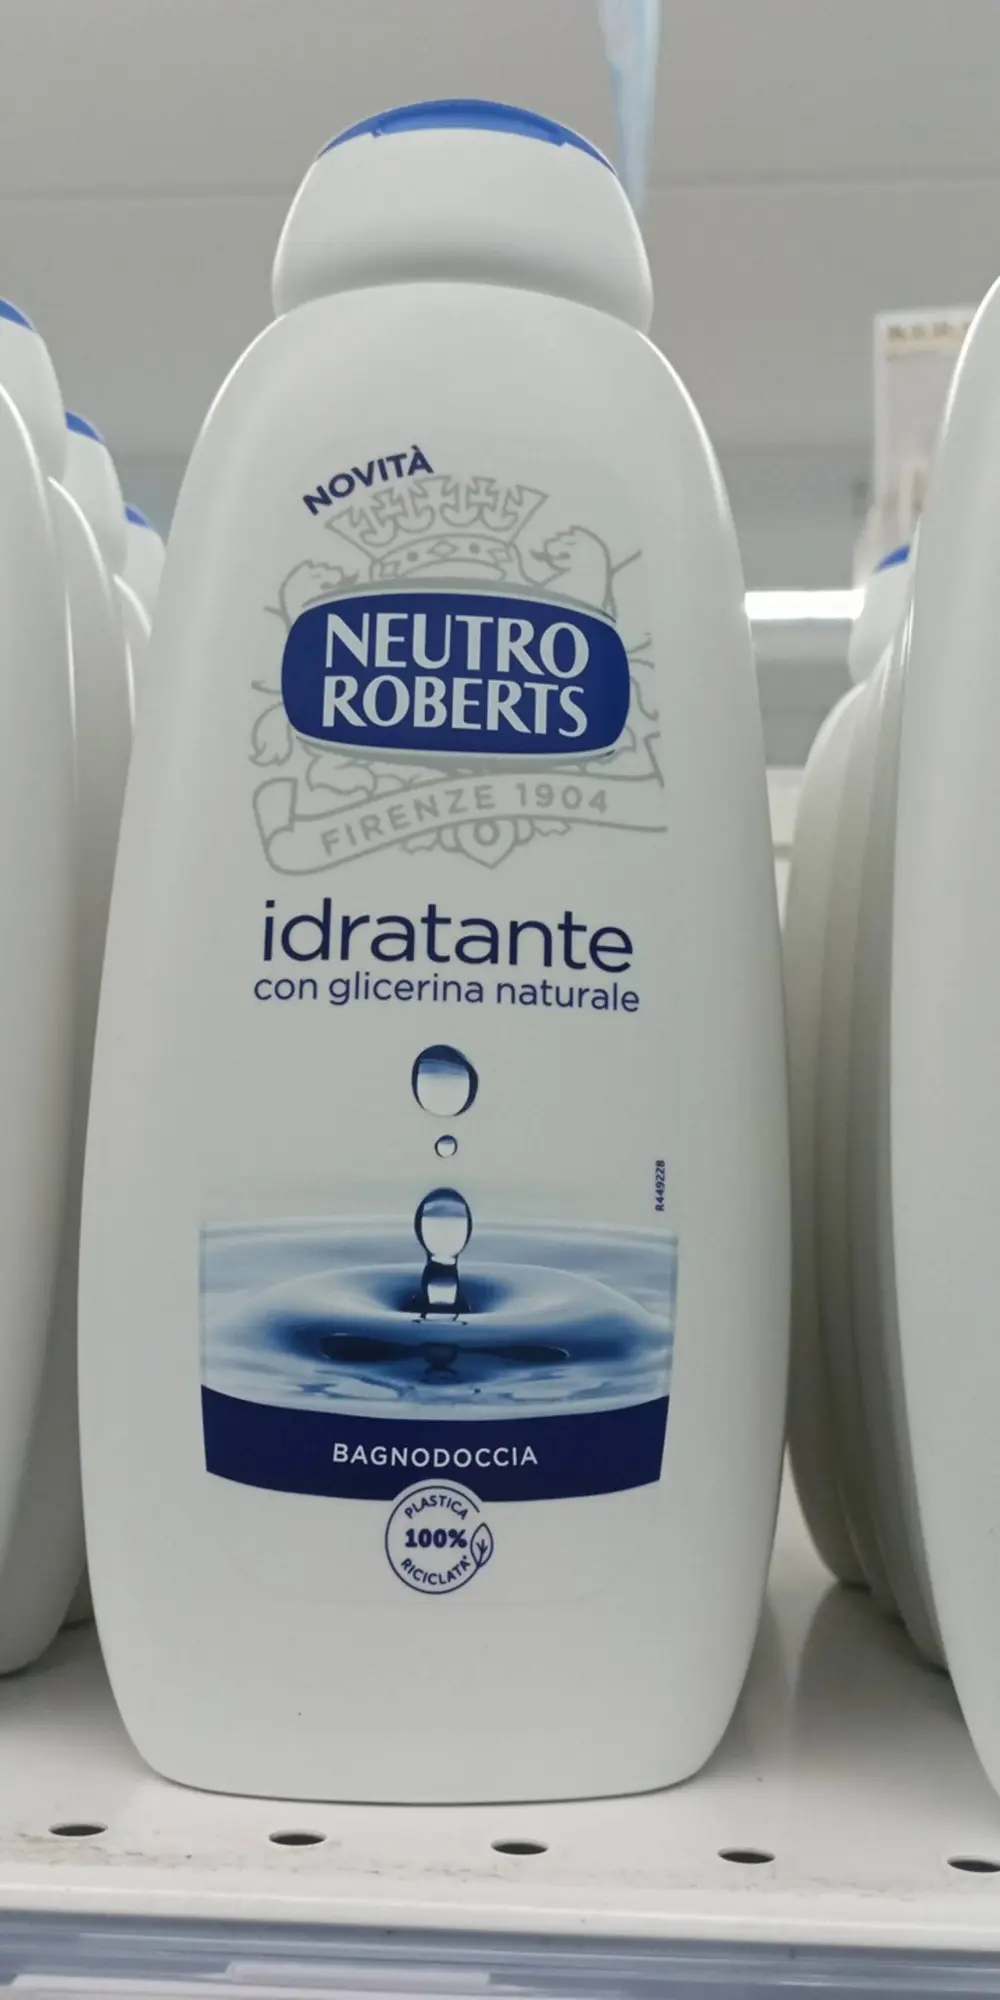 NOVITÀ
NEUTRO
ROBERTS
FIRENZE 1904
idratante
con glicerina naturale
R449228
BAGNODOCCIA
PLASTICA
100%
RICICLATA*